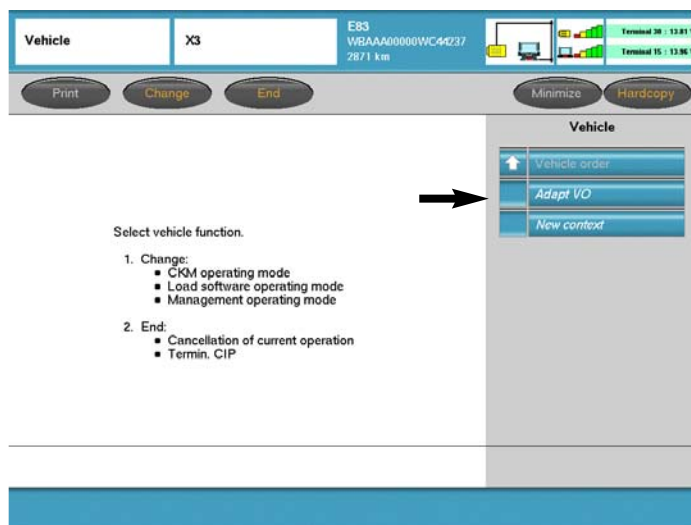 Vehicle
X3
E83
WBAAA00000WC44237
2871 km
Terminal 30 : 13.81 V
Terminal 15 : 13.96 V
Print
Change
End
Minimize
Hardcopy
Vehicle
Vehicle order
Adapt VO
New context
Select vehicle function.
1. Change:
▪ CKM operating mode
▪ Load software operating mode
▪ Management operating mode
2. End:
▪ Cancellation of current operation
▪ Termin. CIP